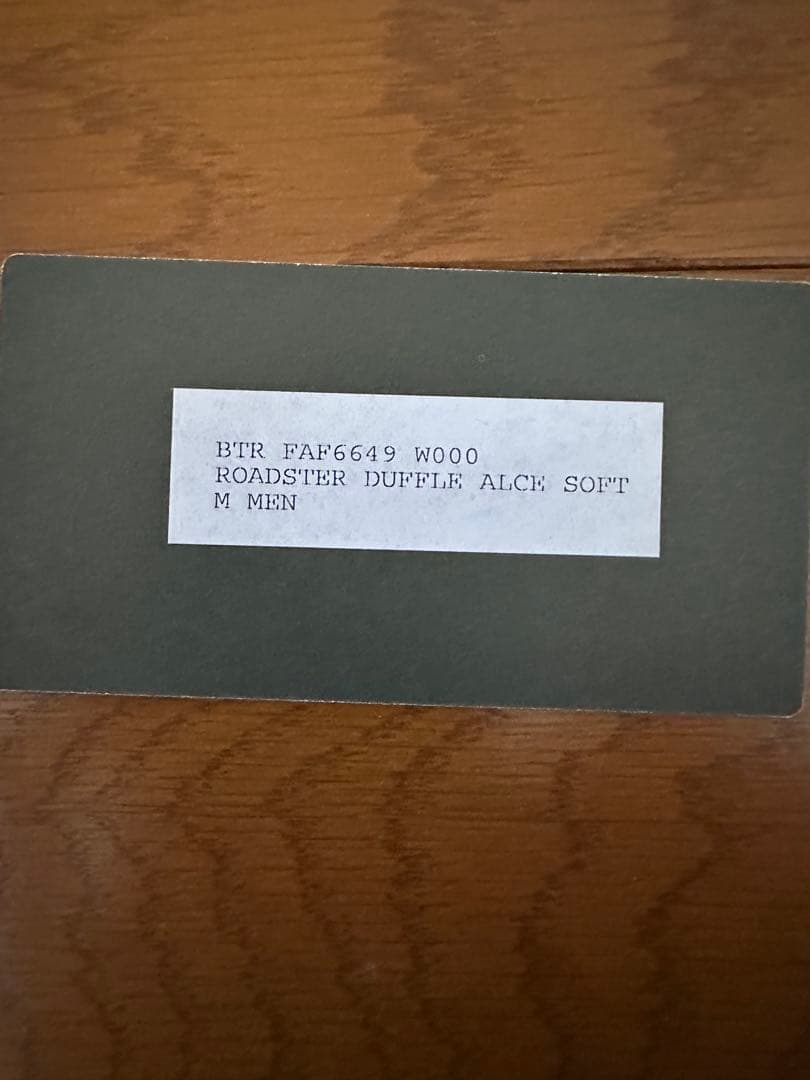 BTR FAF6649 W000
ROADSTER DUFFLE ALCE SOFT
M MEN